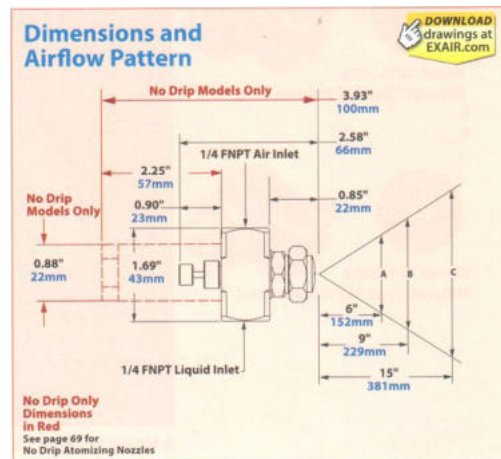 Dimensions and
Airflow Pattern
DOWNLOAD
drawings at
EXAIR.com
No Drip Models Only
3.93"
100mm
2.58"
66mm
1/4 FNPT Air Inlet
2.25"
57mm
0.85"
22mm
No Drip
Models Only
0.90"
23mm
0.88"
22mm
1.69"
43mm
A
B
C
6"
152mm
9"
229mm
15"
381mm
1/4 FNPT Liquid Inlet
No Drip Only
Dimensions
in Red
See page 69 for
No Drip Atomizing Nozzles